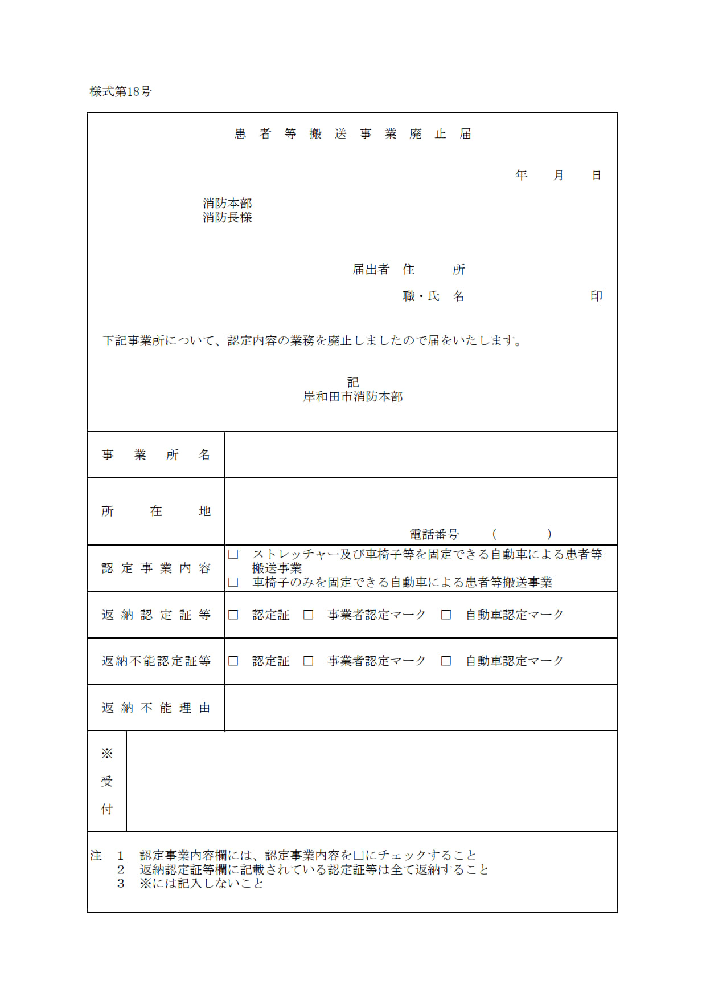 様式第18号
患者等搬送事業廃止届
年　月　日
消防本部
消防長様
届出者　住　所
職・氏　名　印
下記事業所について、認定内容の業務を廃止しましたので届をいたします。
記
岸和田市消防本部
事業所名
所在地
電話番号　（　　）
認定事業内容
□　ストレッチャー及び車椅子等を固定できる自動車による患者等
搬送事業
□　車椅子のみを固定できる自動車による患者等搬送事業
返納認定証等
□　認定証　□　事業者認定マーク　□　自動車認定マーク
返納不能認定証等
□　認定証　□　事業者認定マーク　□　自動車認定マーク
返納不能理由
※
受
付
注　1　認定事業内容欄には、認定事業内容を□にチェックすること
2　返納認定証等欄に記載されている認定証等は全て返納すること
3　※には記入しないこと